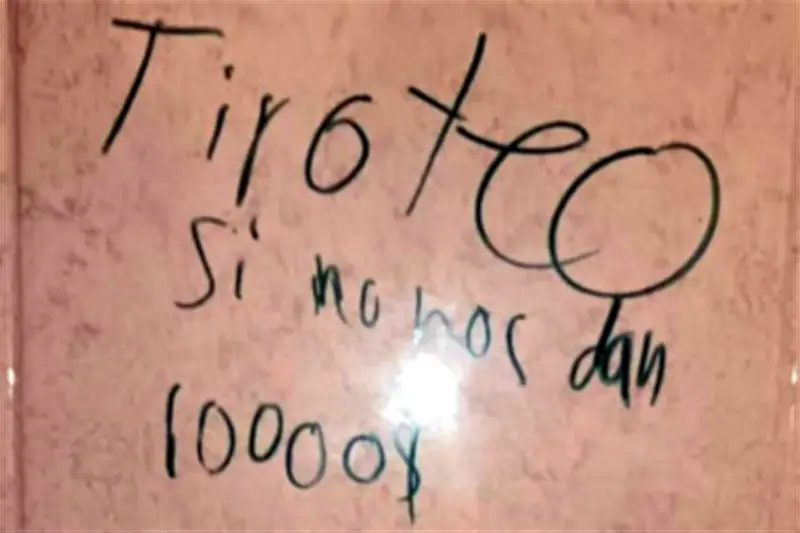 Tiroteo
Si no nos dan
10000$